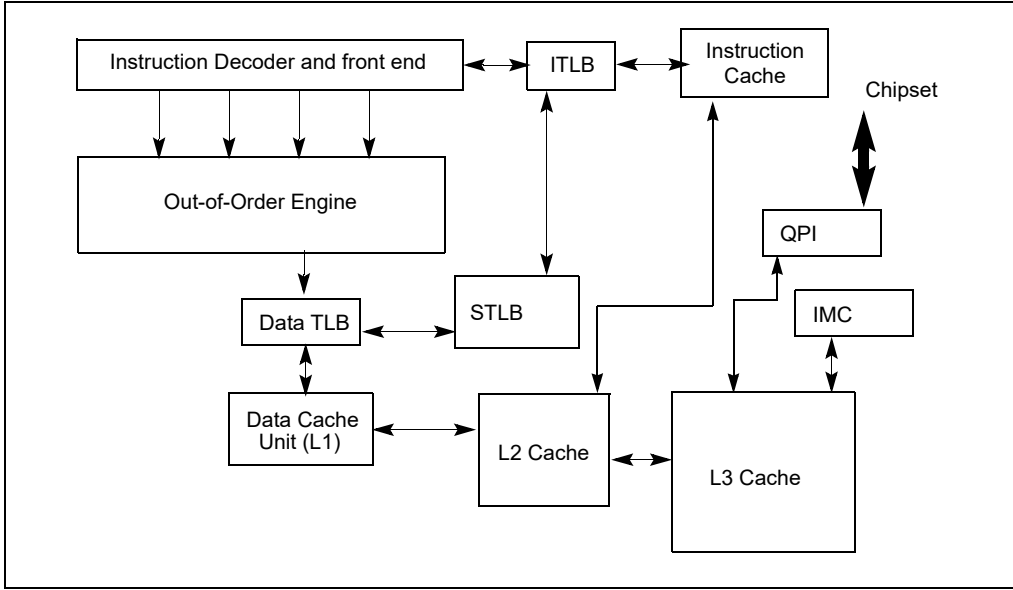 Instruction Decoder and front end
ITLB
Instruction
Cache
Chipset
Out-of-Order Engine
QPI
Data TLB
STLB
IMC
Data Cache
Unit (L1)
L2 Cache
L3 Cache